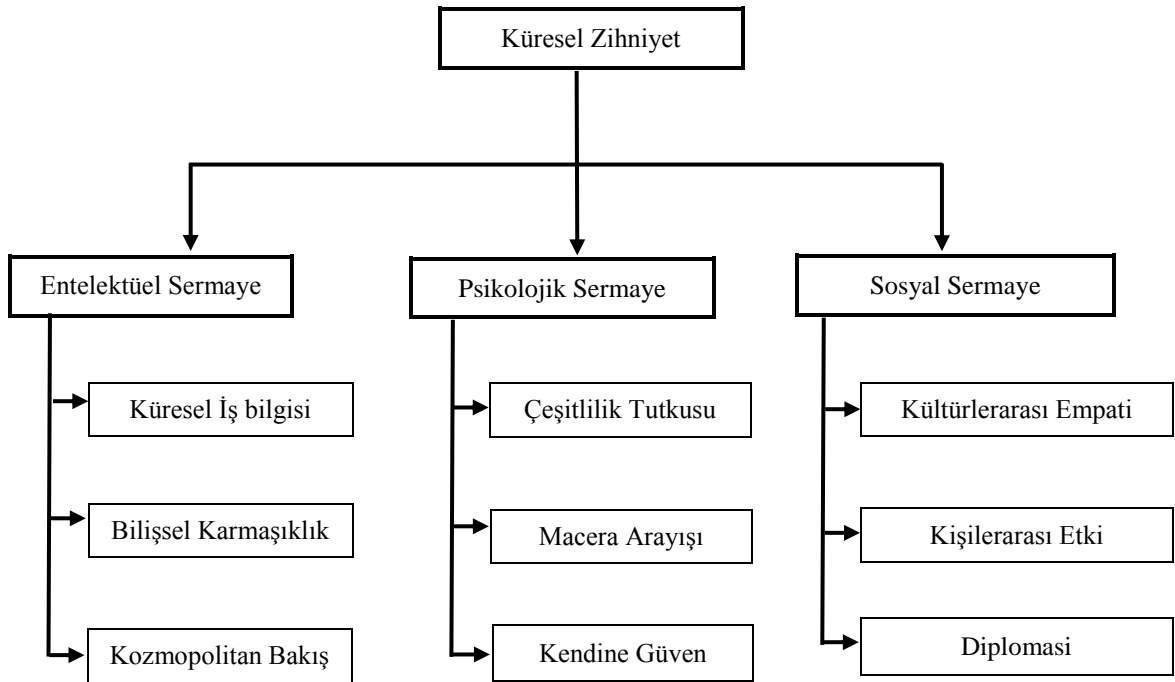 Küresel Zihniyet
Entelektüel Sermaye
Psikolojik Sermaye
Sosyal Sermaye
Küresel İş bilgisi
Çeşitlilik Tutkusu
Kültürlerarası Empati
Bilişsel Karmaşıklık
Macera Arayışı
Kişilerarası Etki
Kozmopolitan Bakış
Kendine Güven
Diplomasi